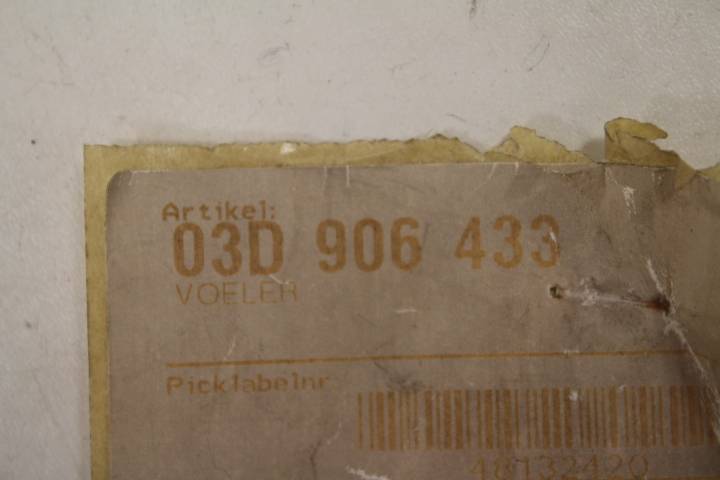 Artikel:
03D 906 433
VOELER
Picklabelnr
48132420